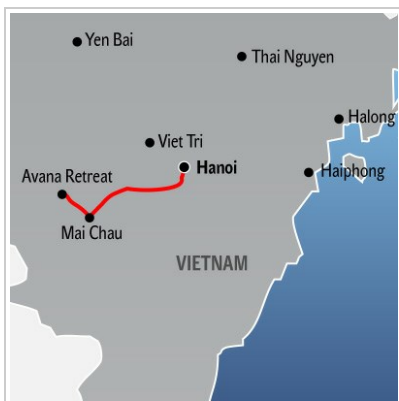 Yen Bai
Thai Nguyen
Halong
Viet Tri
Hanoi
Haiphong
Avana Retreat
Mai Chau
VIETNAM